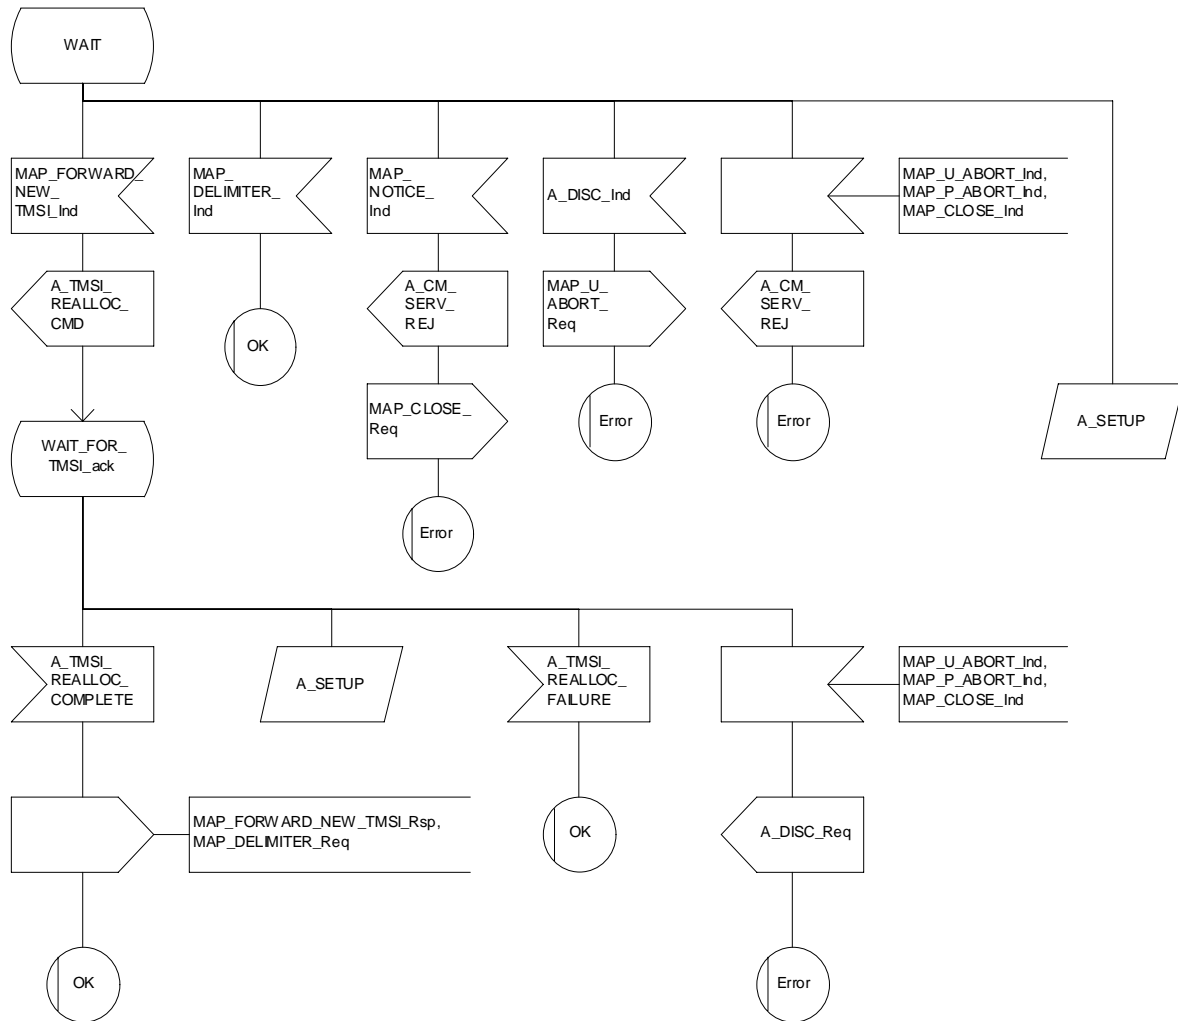 WAIT
MAP_FORWARD_
NEW_
TMSI_Ind
MAP_
DELIMITER_
Ind
MAP_
NOTICE_
Ind
A_DISC_Ind
MAP_U_ABORT_Ind,
MAP_P_ABORT_Ind,
MAP_CLOSE_Ind
A_TMSI_
REALLOC_
CMD
A_CM_
SERV_
REJ
MAP_U_
ABORT_
Req
A_CM_
SERV_
REJ
OK
MAP_CLOSE_
Req
Error
Error
A_SETUP
WAIT_FOR_
TMSI_ack
Error
A_TMSI_
REALLOC_
COMPLETE
A_SETUP
A_TMSI_
REALLOC_
FAILURE
MAP_U_ABORT_Ind,
MAP_P_ABORT_Ind,
MAP_CLOSE_Ind
MAP_FORWARD_NEW_TMSI_Rsp,
MAP_DELIMITER_Req
OK
A_DISC_Req
OK
Error